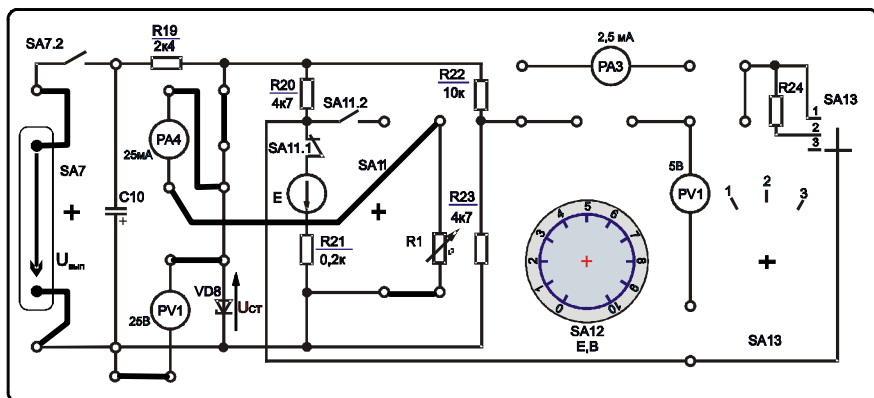 SA7.2
R19
2к4
2,5 мА
PA3
R20
4к7
SA11.2
R22
10к
R24
SA13
1
2
3
PA4
25мА
SA7
SA11.1
SA11
5В
PV1
1
2
3
C10
+
E
R23
4к7
+
+
R1
R21
0,2к
Uвып
+
0
1
2
3
4
5
6
7
8
9
10
+
VD8
UСТ
PV1
25В
SA12
E,В
SA13